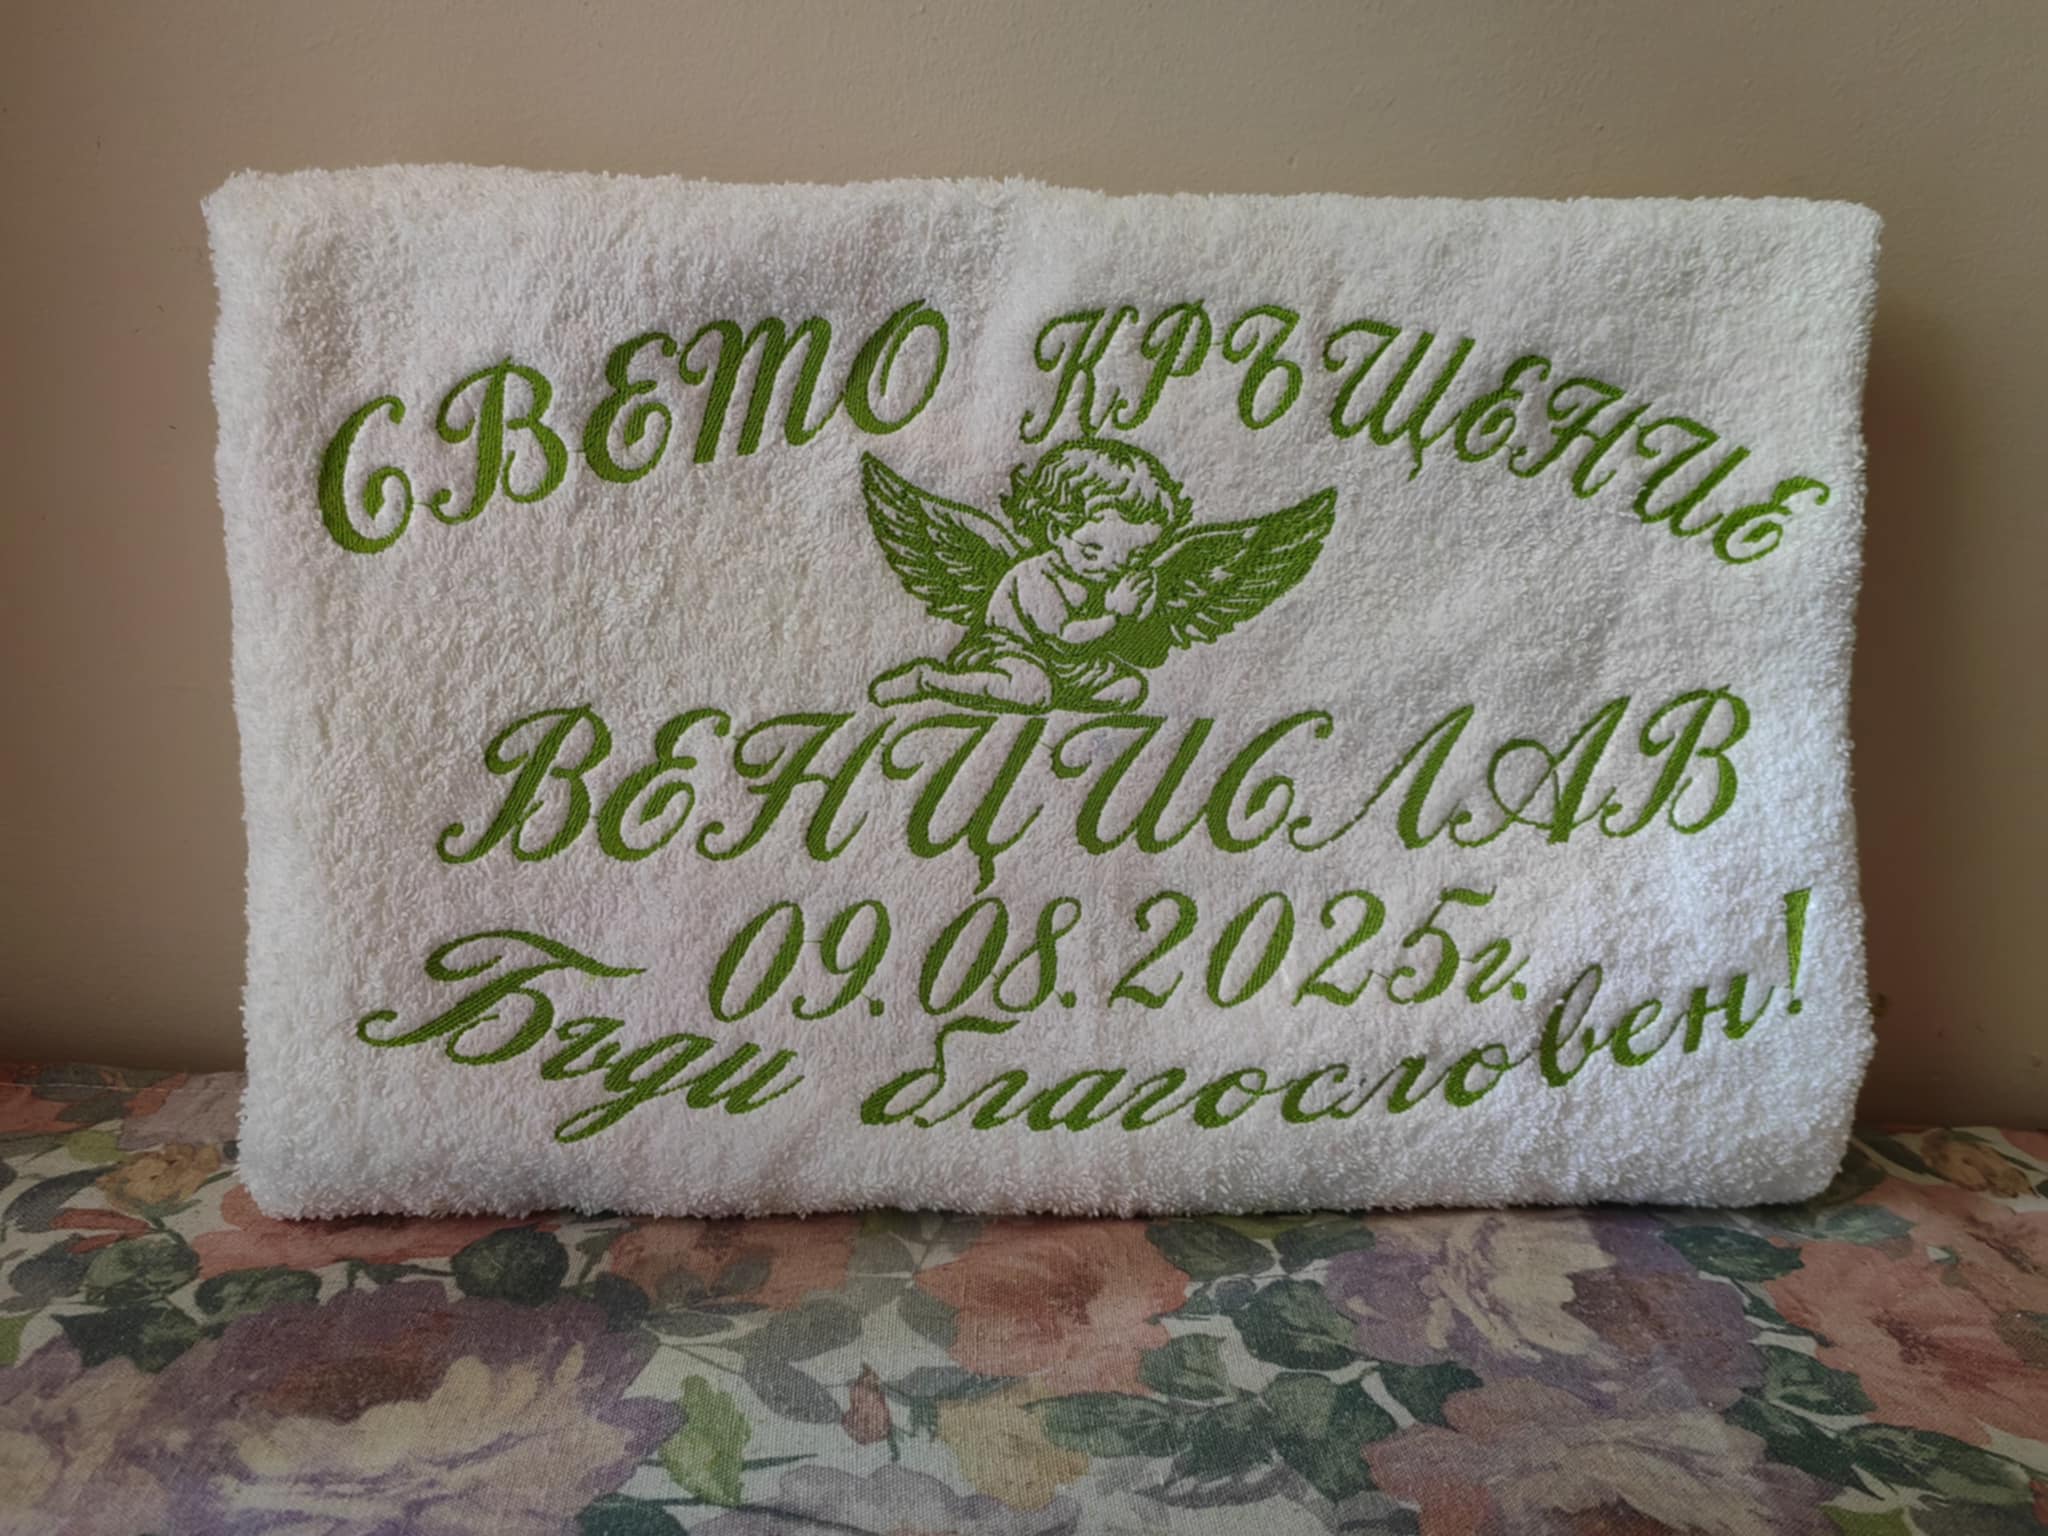 СВЕТО КРЪЩЕНИЕ
ВЕНЦИСЛАВ
09.08.2025г.
Бъди благословен!